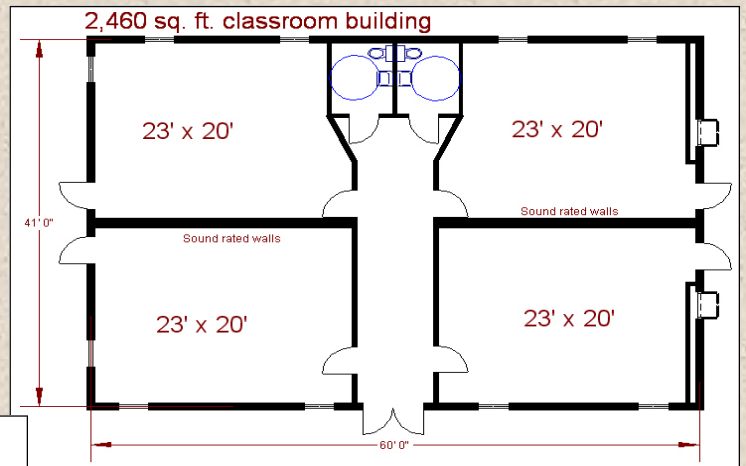 2,460 sq. ft. classroom building
23' x 20'
23' x 20'
Sound rated walls
41' 0"
Sound rated walls
23' x 20'
23' x 20'
60' 0"